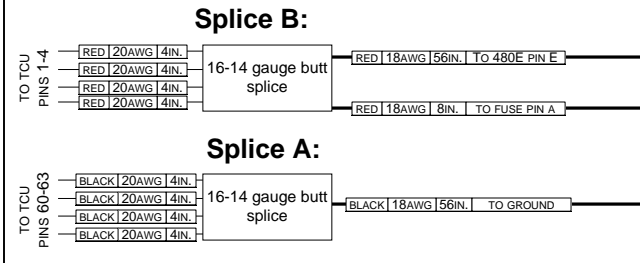 Splice B:
TO TCU
PINS 1-4
RED 20AWG 4IN.
RED 20AWG 4IN.
RED 20AWG 4IN.
RED 20AWG 4IN.
16-14 gauge butt
splice
RED 18AWG 56IN. TO 480E PIN E
RED 18AWG 8IN. TO FUSE PIN A
Splice A:
TO TCU
PINS 60-63
BLACK 20AWG 4IN.
BLACK 20AWG 4IN.
BLACK 20AWG 4IN.
BLACK 20AWG 4IN.
16-14 gauge butt
splice
BLACK 18AWG 56IN. TO GROUND